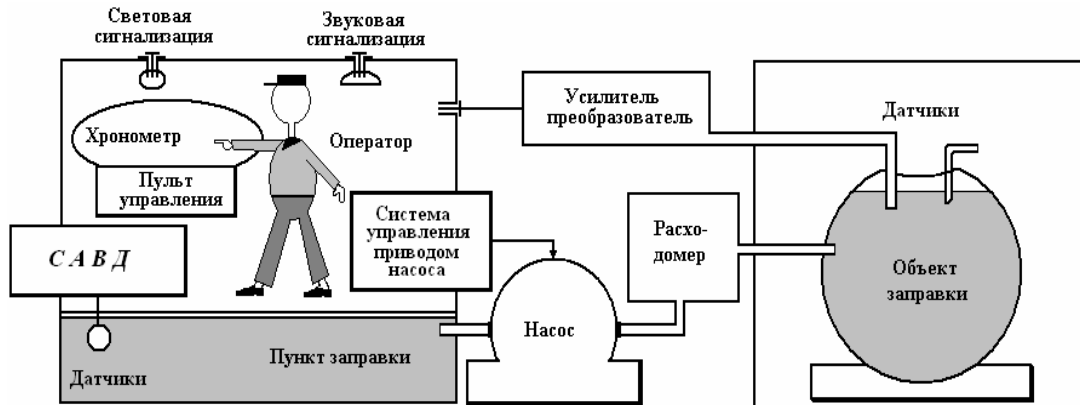 Световая
сигнализация
Звуковая
сигнализация
Усилитель
преобразователь
Датчики
Хронометр
Оператор
Пульт
управления
Система
управления
приводом
насоса
Расхо-
домер
С А В Д
Объект
заправки
Насос
Пункт заправки
Датчики